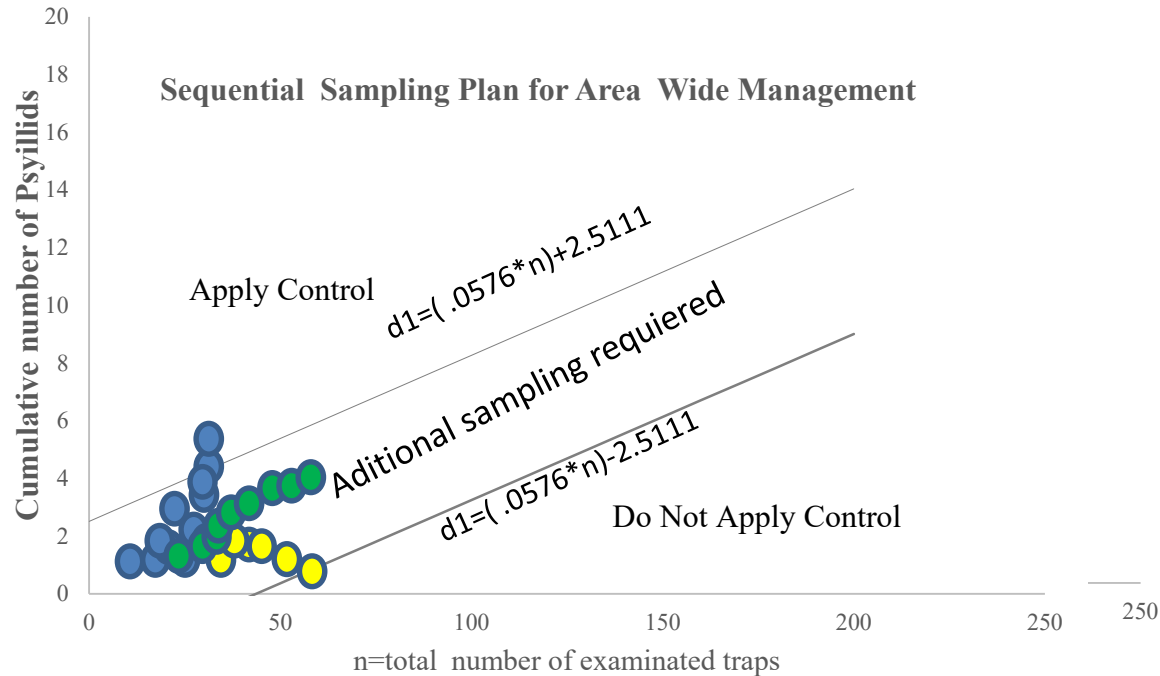 Sequential Sampling Plan for Area Wide Management
Cumulative number of Psyillids
20
18
16
14
12
10
8
6
4
2
0
Apply Control
d1=( .0576*n)+2.5111
Aditional sampling requiered
d1=( .0576*n)-2.5111
Do Not Apply Control
0 50 100 150 200 250
250
n=total number of examinated traps